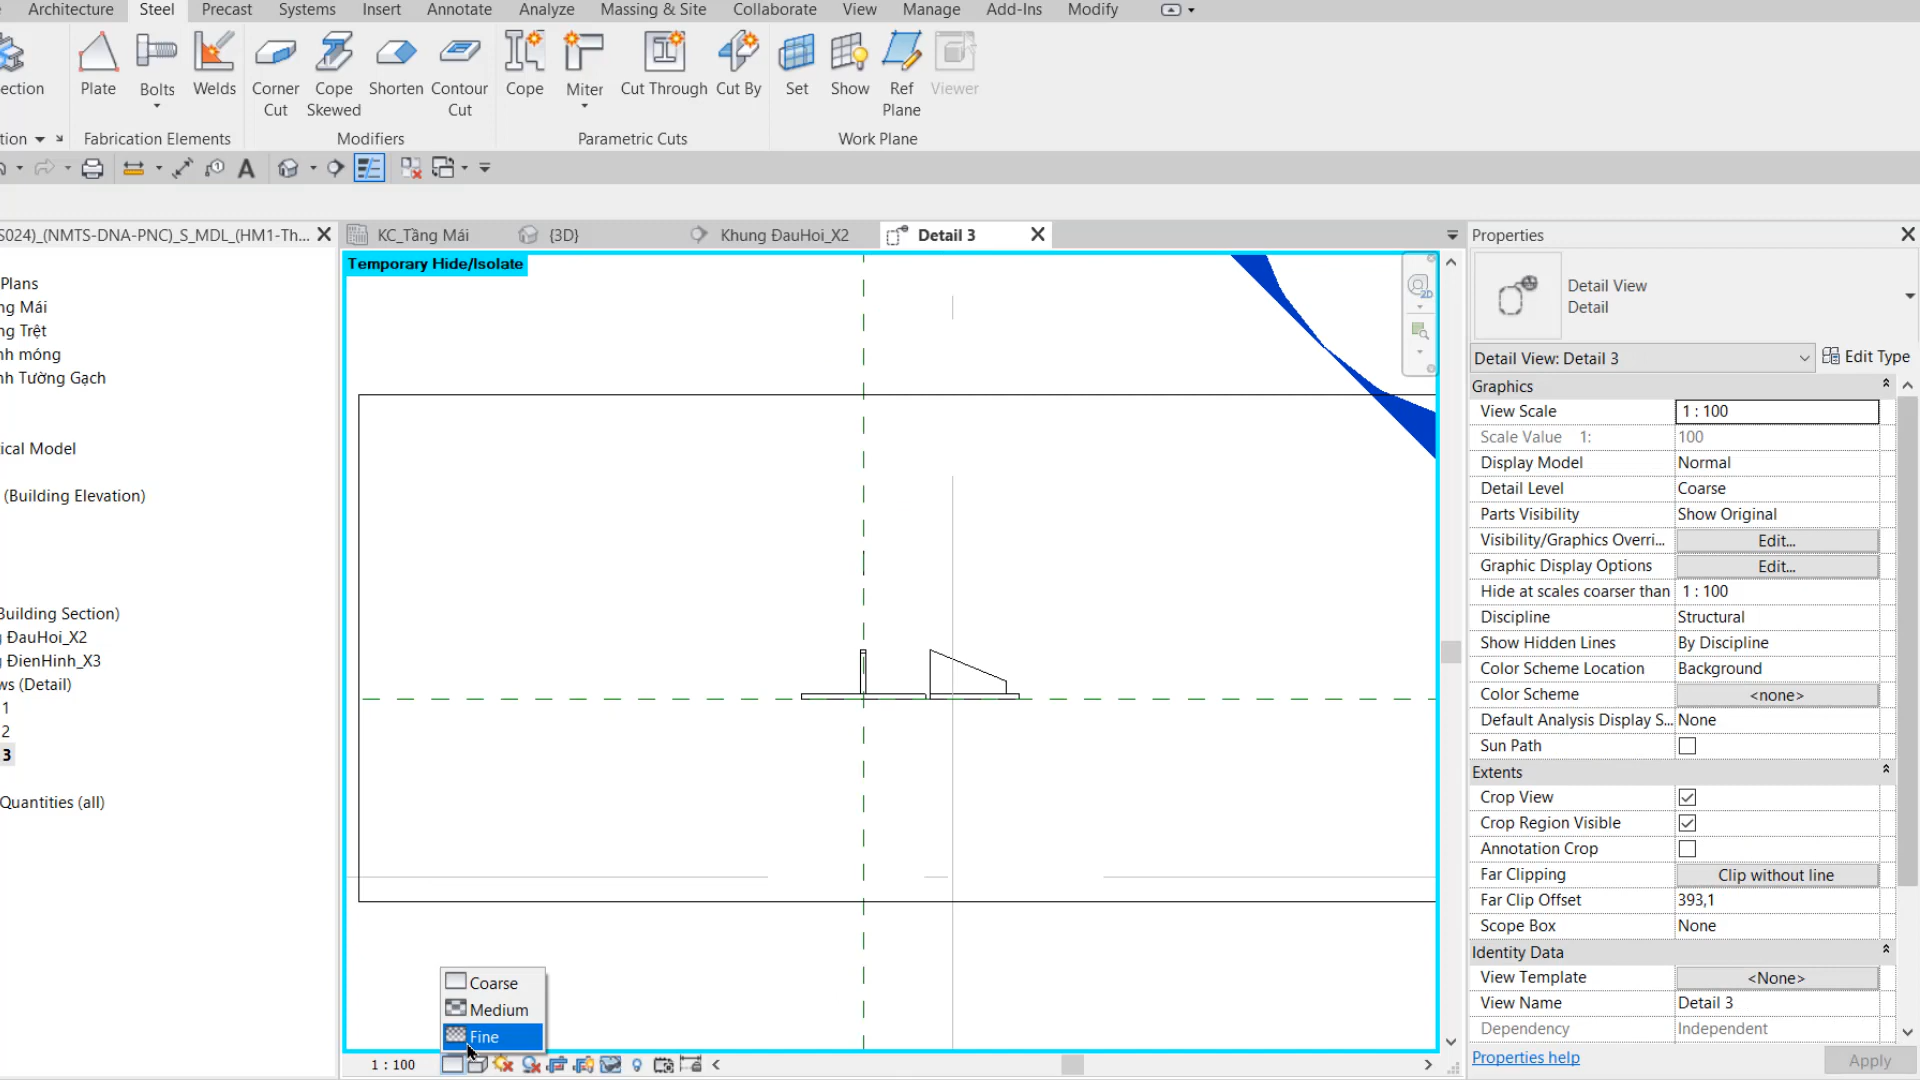 Architecture Steel Precast Systems Insert Annotate Analyze Massing & Site Collaborate View Manage Add-Ins Modify
ection Plate Bolts Welds Corner Cut Cope Skewed Shorten Contour Cut Cope Miter Cut Through Cut By Set Show Ref Plane Viewer
tion Fabrication Elements Modifiers Parametric Cuts Work Plane
S024)_(NMTS-DNA-PNC)_S_MDL_(HM1-Th...
KC_Tầng Mái {3D} Khung ĐauHoi_X2 Detail 3
Plans
ng Mái
ng Trệt
nh móng
nh Tường Gạch
ical Model
(Building Elevation)
Building Section)
ĐauHoi_X2
ĐienHinh_X3
ws (Detail)
1
2
3
Quantities (all)
Temporary Hide/Isolate
2D
Coarse
Medium
Fine
1 : 100
Properties
Detail View
Detail
Detail View: Detail 3 Edit Type
Graphics
View Scale 1 : 100
Scale Value 1: 100
Display Model Normal
Detail Level Coarse
Parts Visibility Show Original
Visibility/Graphics Overri... Edit...
Graphic Display Options Edit...
Hide at scales coarser than 1 : 100
Discipline Structural
Show Hidden Lines By Discipline
Color Scheme Location Background
Color Scheme <none>
Default Analysis Display S... None
Sun Path
Extents
Crop View
Crop Region Visible
Annotation Crop
Far Clipping Clip without line
Far Clip Offset 393,1
Scope Box None
Identity Data
View Template <None>
View Name Detail 3
Dependency Independent
Properties help Apply